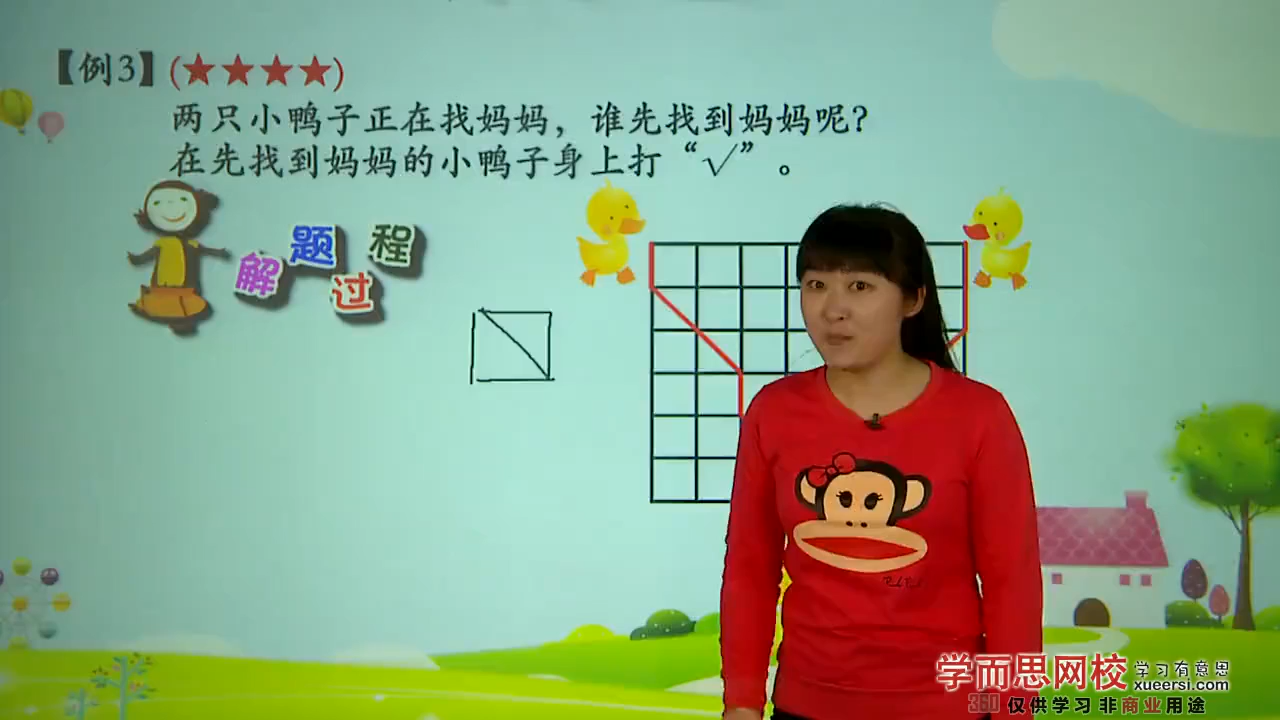 【例3】(★★★★)
两只小鸭子正在找妈妈，谁先找到妈妈呢？
在先找到妈妈的小鸭子身上打“√”。
解题过程
学而思网校 学习有意思
xueersi.com
360 仅供学习 非商业用途